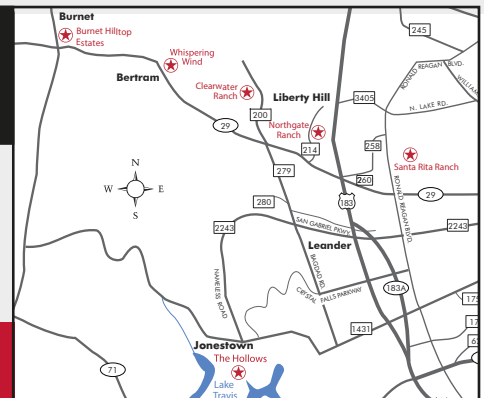 Burnet
Burnet Hilltop
Estates
245
Whispering
Wind
Bertram
RONALD REAGAN BLVD.
Clearwater
Ranch
Liberty Hill
3405
N. LAKE RD.
200
29
Northgate
Ranch
214
258
Santa Rita Ranch
279
260
N
W
E
S
280
183
29
RONALD REAGAN BLVD.
2243
SAN GABRIEL PKWY.
2243
Leander
BAGDAD RD.
NAMELESS ROAD
CRYSTAL FALLS PARKWAY
183A
1431
Jonestown
The Hollows
71
Lake
Travis